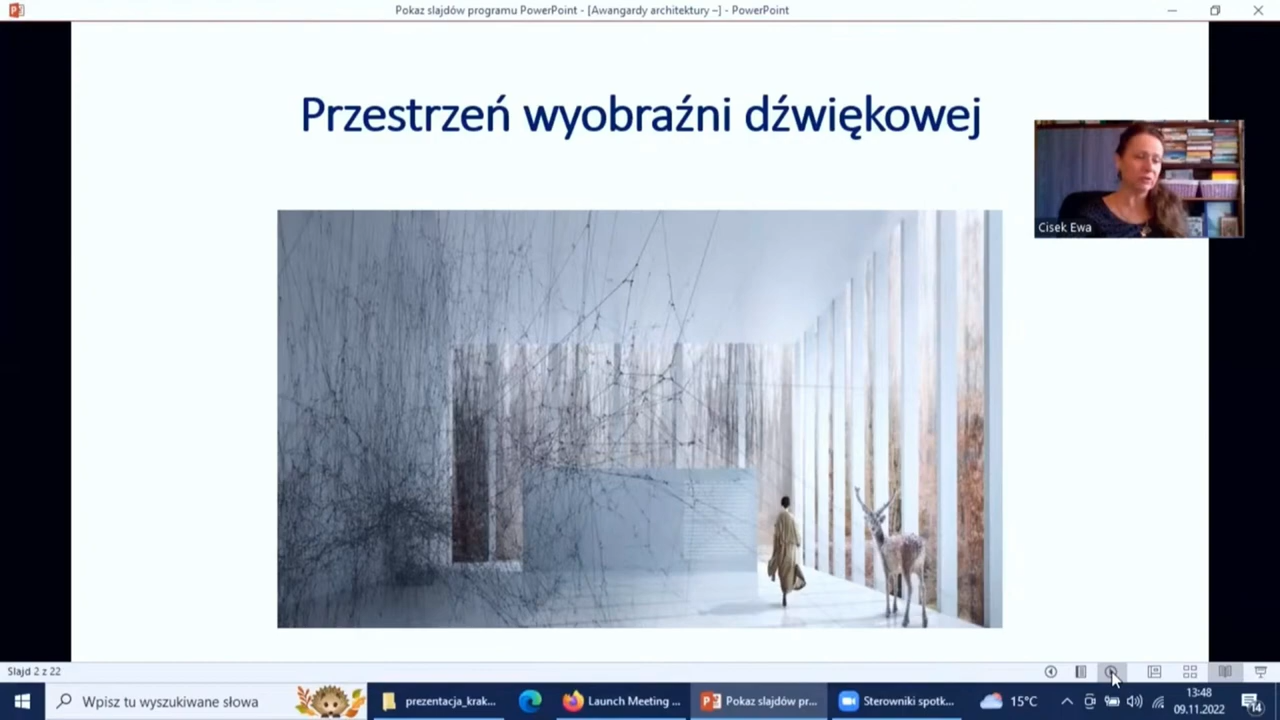 Pokaz slajdów programu PowerPoint - [Awangardy architektury –] - PowerPoint
Przestrzeń wyobraźni dźwiękowej
Cisek Ewa
Slajd 2 z 22
Wpisz tu wyszukiwane słowa
prezentacja_krak...
Launch Meeting ...
Pokaz slajdów pr...
Sterowniki spotk...
15°C
13:48
09.11.2022
14